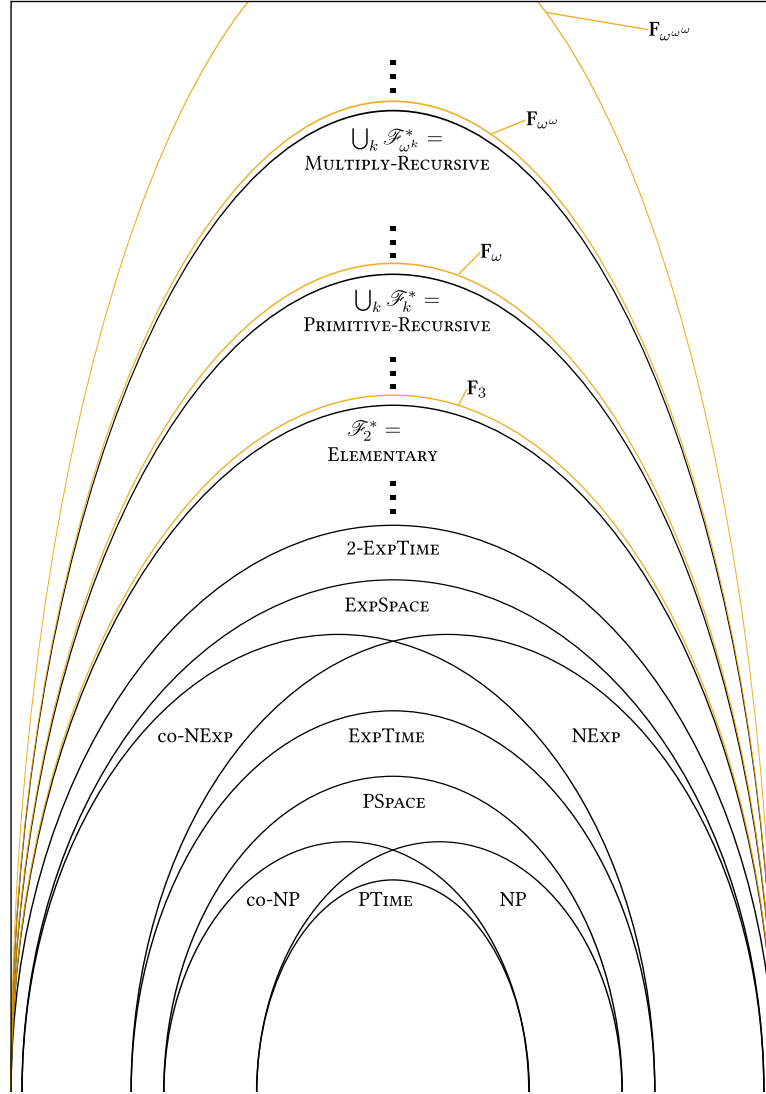 𝐅_{ω^{ω^ω}}
𝐅_{ω^ω}
⋃_k ℱ*_{ω^k} =
Multiply-Recursive
𝐅_ω
⋃_k ℱ*_k =
Primitive-Recursive
𝐅_3
ℱ*_2 =
Elementary
2-ExpTime
ExpSpace
co-NExp ExpTime NExp
PSpace
co-NP PTime NP